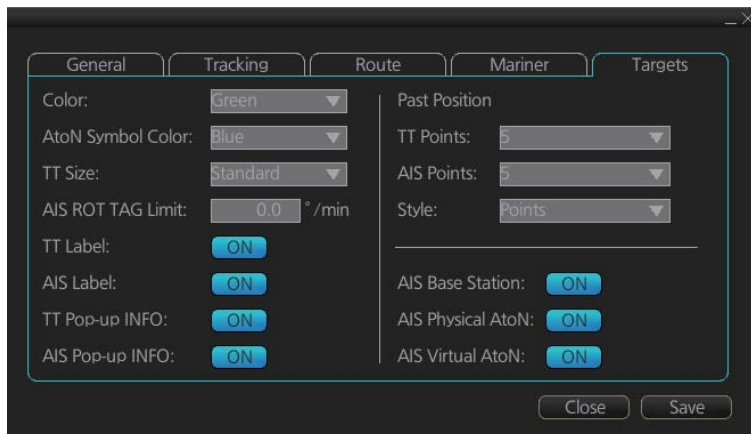 General Tracking Route Mariner Targets
Color: Green
AtoN Symbol Color: Blue
TT Size: Standard
AIS ROT TAG Limit: 0.0 °/min
TT Label: ON
AIS Label: ON
TT Pop-up INFO: ON
AIS Pop-up INFO: ON
Past Position
TT Points: 5
AIS Points: 5
Style: Points
AIS Base Station: ON
AIS Physical AtoN: ON
AIS Virtual AtoN: ON
Close Save